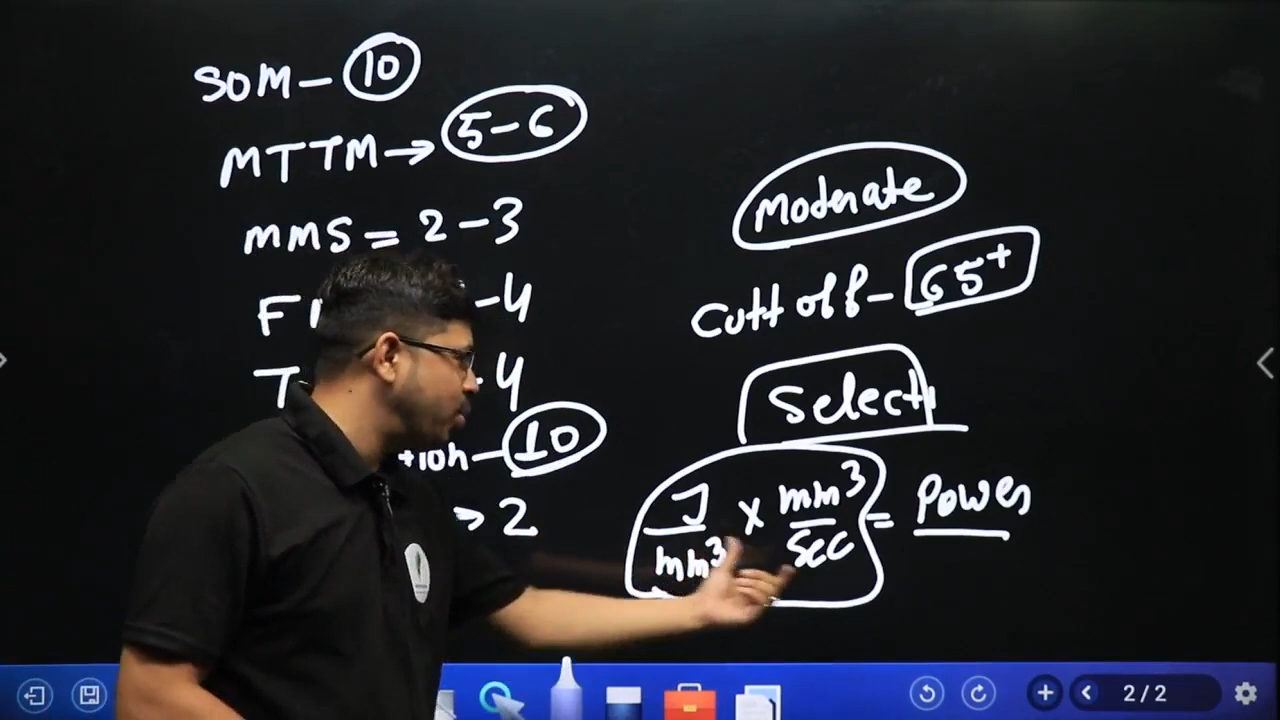 SOM – 10
MTTM → 5-6
MMS = 2-3
-4
-4
→ 2
10
Moderate
Cutt off – 65+
Select
J/mm³ × mm³/Sec = Power
2/2